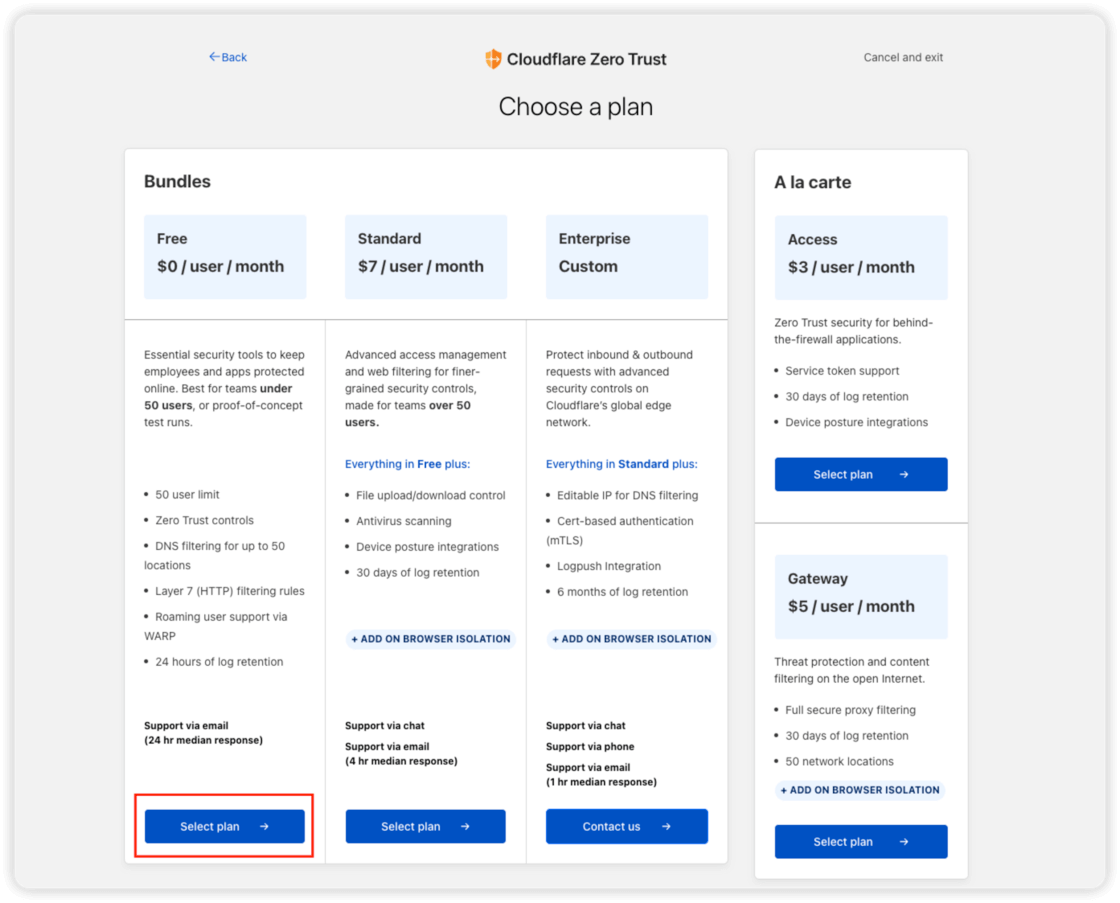 ←Back
Cloudflare Zero Trust
Cancel and exit
Choose a plan
Bundles
Free
$0 / user / month
Standard
$7 / user / month
Enterprise
Custom
Essential security tools to keep
employees and apps protected
online. Best for teams under
50 users, or proof-of-concept
test runs.
• 50 user limit
• Zero Trust controls
• DNS filtering for up to 50
locations
• Layer 7 (HTTP) filtering rules
• Roaming user support via
WARP
• 24 hours of log retention
Support via email
(24 hr median response)
Select plan →
Advanced access management
and web filtering for finer-
grained security controls,
made for teams over 50
users.
Everything in Free plus:
• File upload/download control
• Antivirus scanning
• Device posture integrations
• 30 days of log retention
+ ADD ON BROWSER ISOLATION
Support via chat
Support via email
(4 hr median response)
Select plan →
Protect inbound & outbound
requests with advanced
security controls on
Cloudflare's global edge
network.
Everything in Standard plus:
• Editable IP for DNS filtering
• Cert-based authentication
(mTLS)
• Logpush Integration
• 6 months of log retention
+ ADD ON BROWSER ISOLATION
Support via chat
Support via phone
Support via email
(1 hr median response)
Contact us →
A la carte
Access
$3 / user / month
Zero Trust security for behind-
the-firewall applications.
• Service token support
• 30 days of log retention
• Device posture integrations
Select plan →
Gateway
$5 / user / month
Threat protection and content
filtering on the open Internet.
• Full secure proxy filtering
• 30 days of log retention
• 50 network locations
+ ADD ON BROWSER ISOLATION
Select plan →